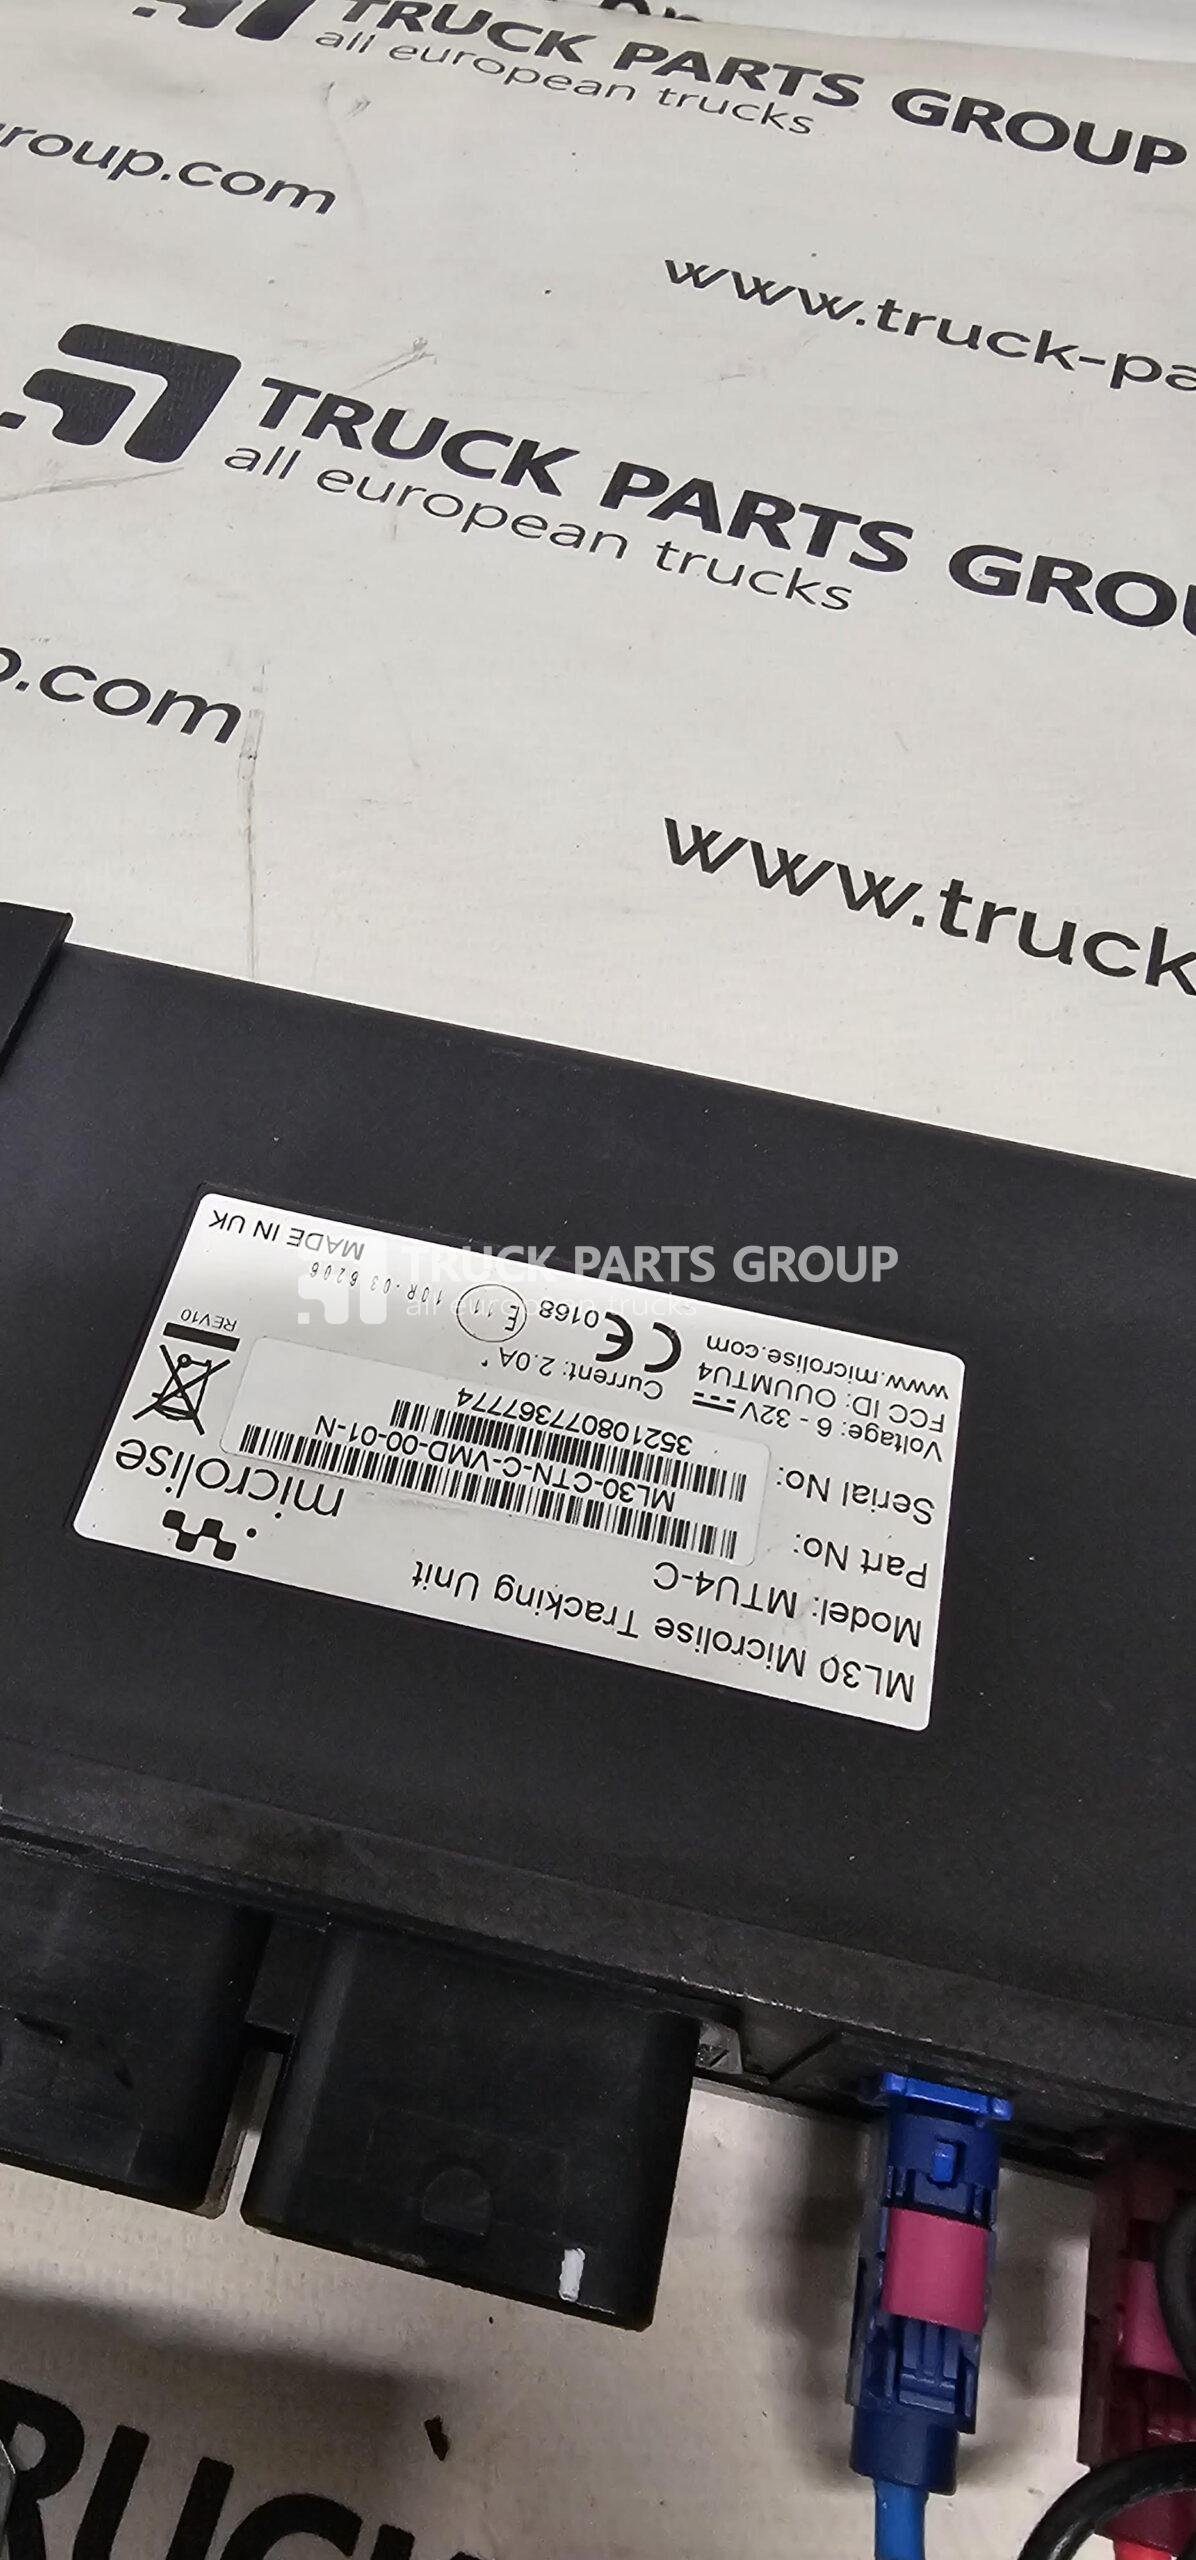 TRUCK PARTS GROUP
all european trucks
roup.com
www.truck-pa
TRUCK PARTS GROU
all european trucks
.com
www.truck
ML30 Microlise Tracking Unit
Model: MTU4-C
microlise
Part No:
ML30-CTN-C-VMD-00-01-N
Serial No:
352108077367774
Voltage: 6 - 32V
Current: 2.0A
FCC ID: OUUMTU4
www.microlise.com
CE 0168
E11
10R-03 6206
REV10
MADE IN UK
TRUCK PARTS GROUP
all european trucks
RUCK